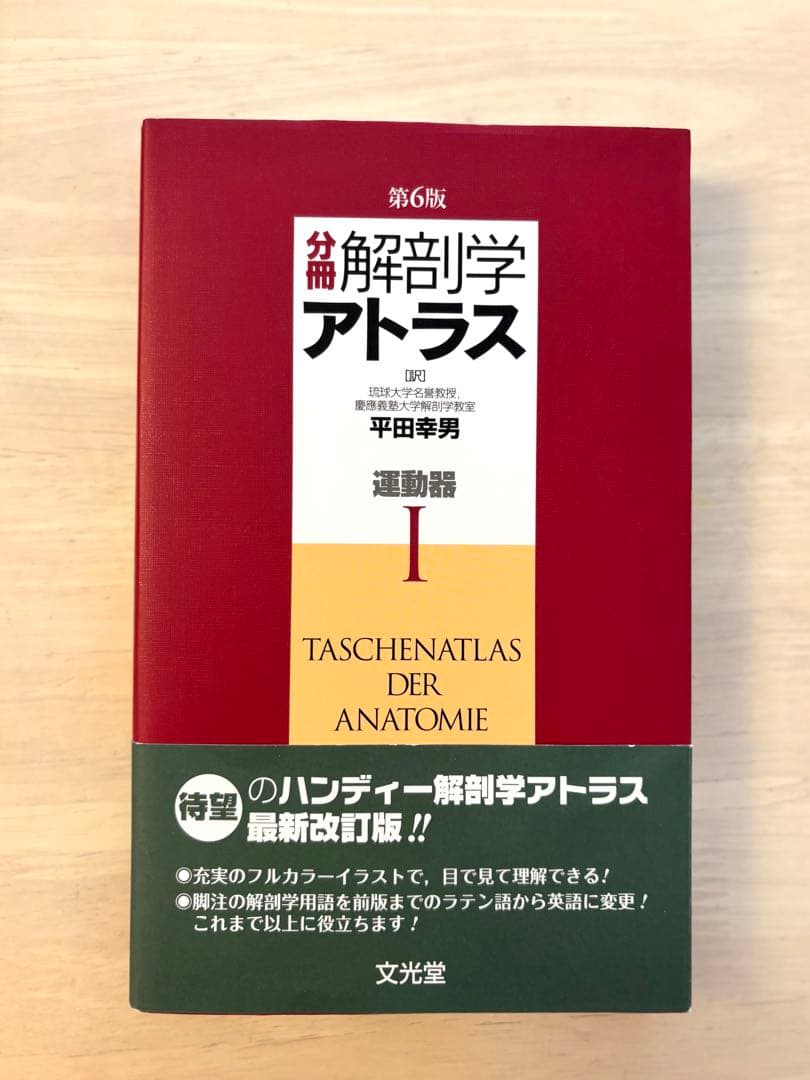 第6版
分冊 解剖学
アトラス
[訳]
琉球大学名誉教授,
慶應義塾大学解剖学教室
平田幸男
運動器
I
TASCHENATLAS
DER
ANATOMIE
待望のハンディー解剖学アトラス
最新改訂版!!
◉充実のフルカラーイラストで,目で見て理解できる!
◉脚注の解剖学用語を前版までのラテン語から英語に変更!
これまで以上に役立ちます!
文光堂